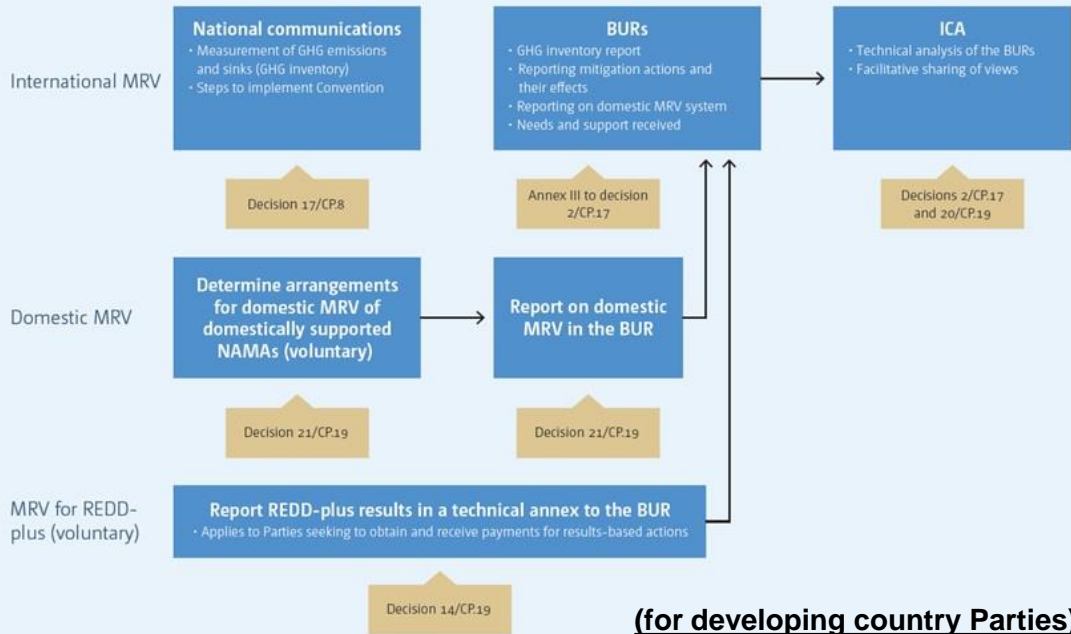 National communications
• Measurement of GHG emissions
and sinks (GHG inventory)
• Steps to implement Convention
BURs
• GHG inventory report
• Reporting mitigation actions and
their effects
• Reporting on domestic MRV system
• Needs and support received
ICA
• Technical analysis of the BURs
• Facilitative sharing of views
International MRV
Decision 17/CP.8
Annex III to decision
2/CP.17
Decisions 2/CP.17
and 20/CP.19
Domestic MRV
Determine arrangements
for domestic MRV of
domestically supported
NAMAs (voluntary)
Report on domestic
MRV in the BUR
Decision 21/CP.19
Decision 21/CP.19
MRV for REDD-
plus (voluntary)
Report REDD-plus results in a technical annex to the BUR
• Applies to Parties seeking to obtain and receive payments for results-based actions
Decision 14/CP.19
(for developing country Parties)